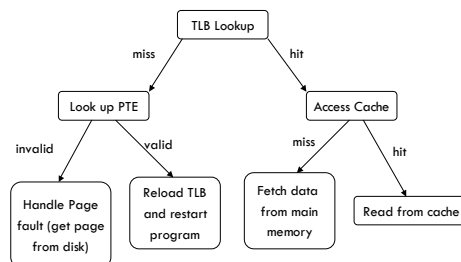 TLB Lookup
miss
hit
Look up PTE
Access Cache
invalid
valid
miss
hit
Handle Page
fault (get page
from disk)
Reload TLB
and restart
program
Fetch data
from main
memory
Read from cache